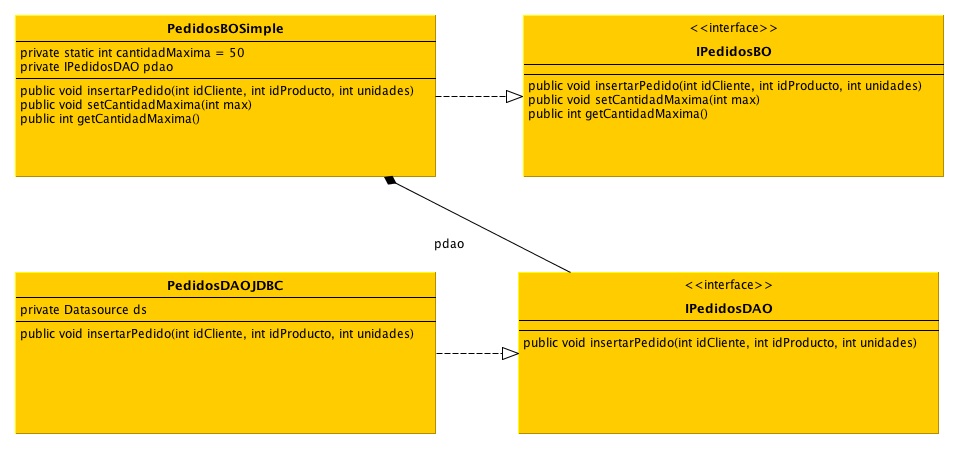 PedidosBOSimple
private static int cantidadMaxima = 50
private IPedidosDAO pdao
public void insertarPedido(int idCliente, int idProducto, int unidades)
public void setCantidadMaxima(int max)
public int getCantidadMaxima()
<<interface>>
IPedidosBO
public void insertarPedido(int idCliente, int idProducto, int unidades)
public void setCantidadMaxima(int max)
public int getCantidadMaxima()
pdao
PedidosDAOJDBC
private Datasource ds
public void insertarPedido(int idCliente, int idProducto, int unidades)
<<interface>>
IPedidosDAO
public void insertarPedido(int idCliente, int idProducto, int unidades)